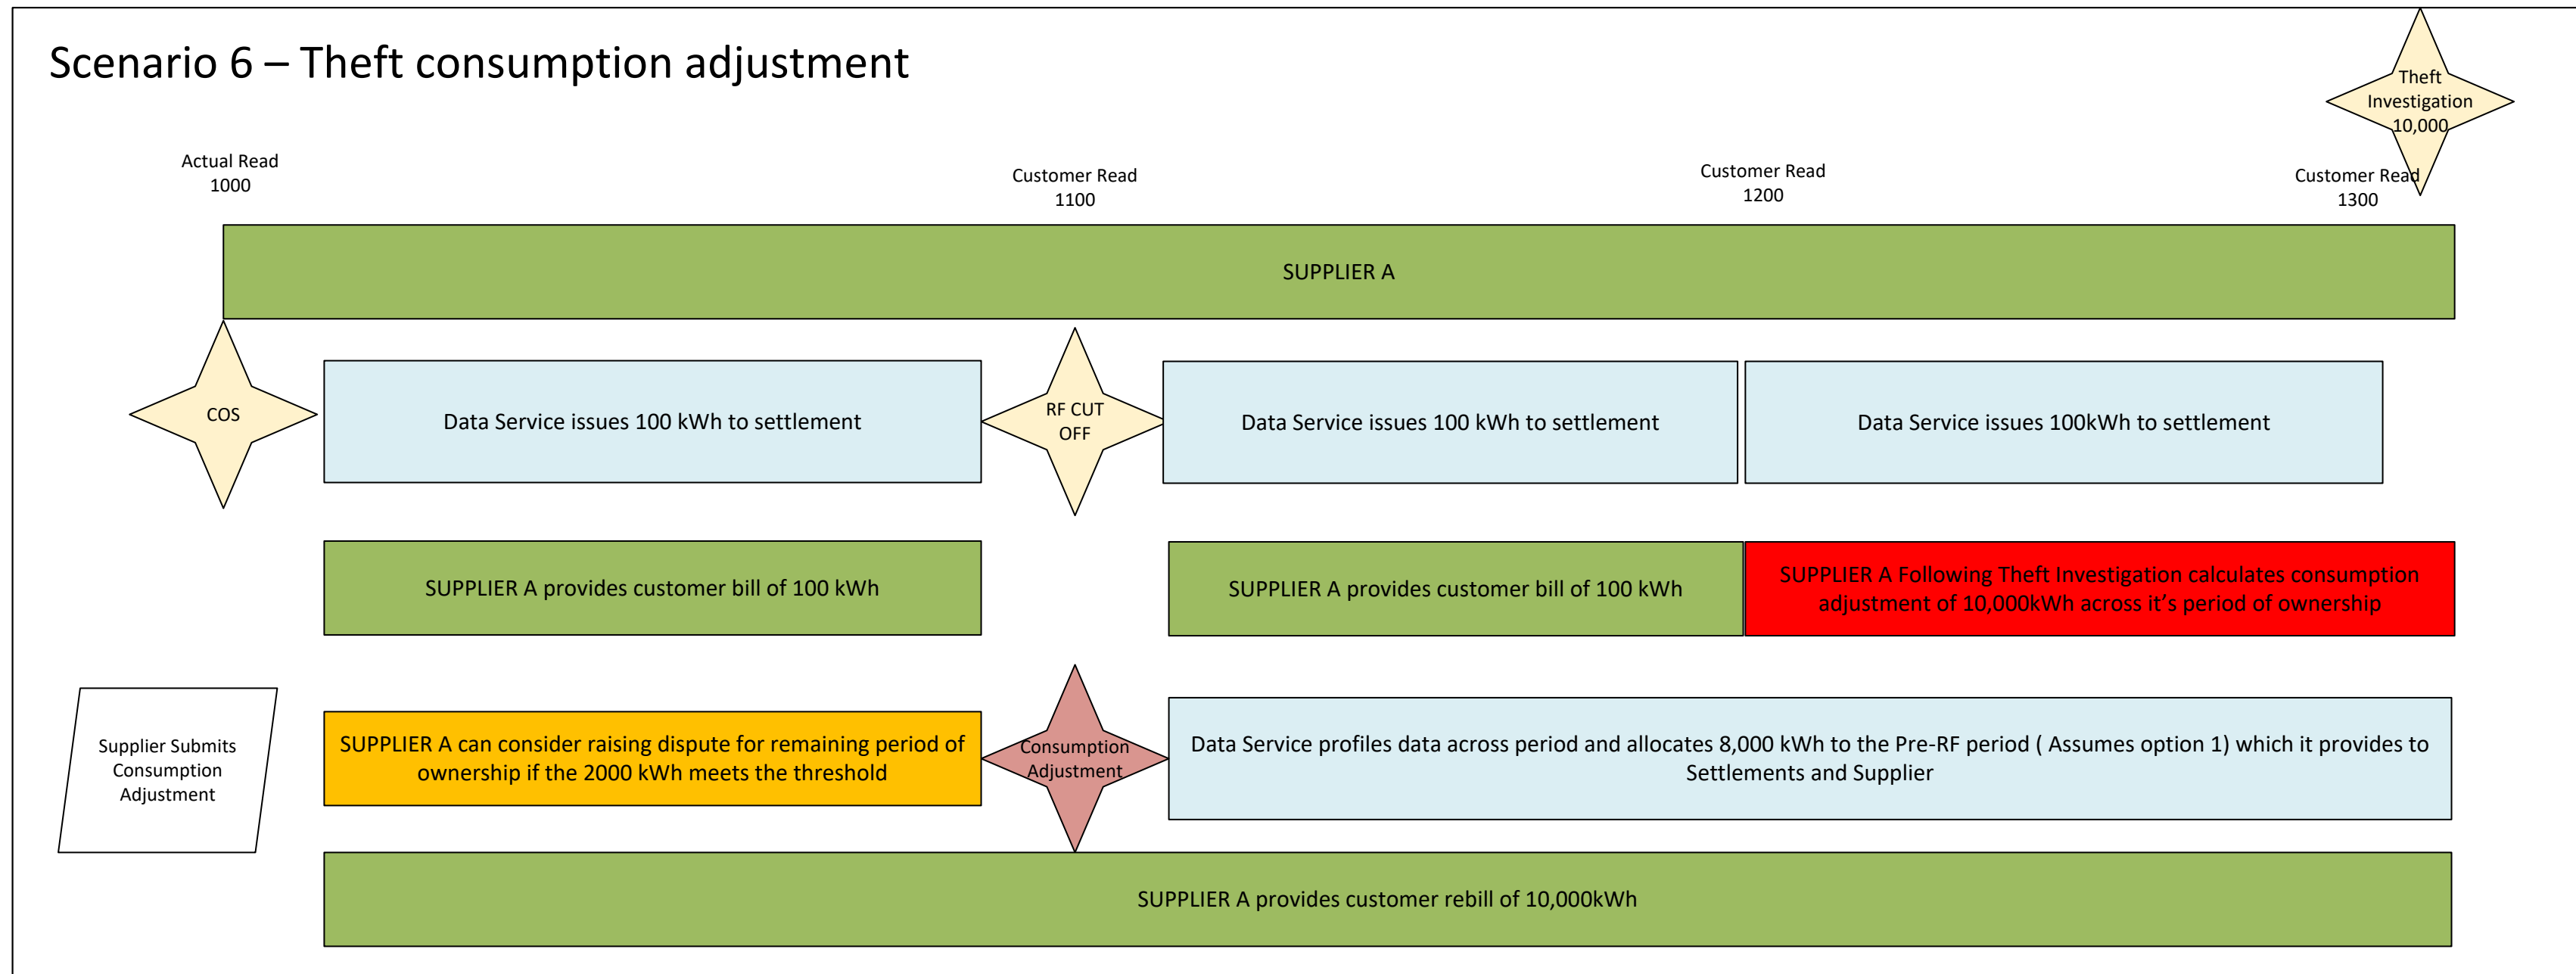 Scenario 6 – Theft consumption adjustment
Theft
Investigation
10,000
Actual Read
1000
Customer Read
1100
Customer Read
1200
Customer Read
1300
SUPPLIER A
COS
Data Service issues 100 kWh to settlement
RF CUT
OFF
Data Service issues 100 kWh to settlement
Data Service issues 100kWh to settlement
SUPPLIER A provides customer bill of 100 kWh
SUPPLIER A provides customer bill of 100 kWh
SUPPLIER A Following Theft Investigation calculates consumption
adjustment of 10,000kWh across it’s period of ownership
Supplier Submits
Consumption
Adjustment
SUPPLIER A can consider raising dispute for remaining period of
ownership if the 2000 kWh meets the threshold
Consumption
Adjustment
Data Service profiles data across period and allocates 8,000 kWh to the Pre-RF period ( Assumes option 1) which it provides to
Settlements and Supplier
SUPPLIER A provides customer rebill of 10,000kWh